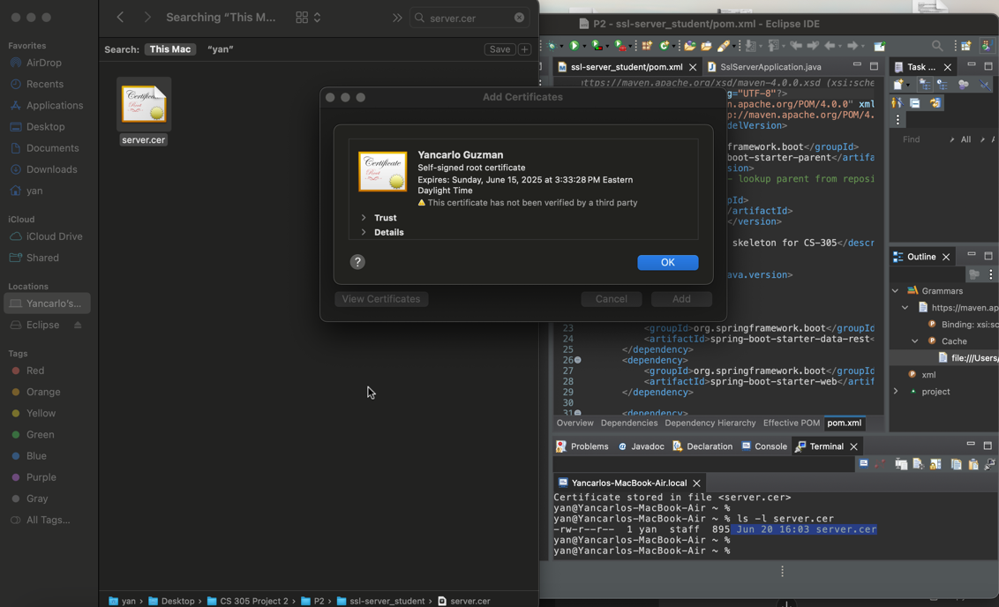 Searching “This M...
server.cer
Search:
This Mac
“yan”
Save
Favorites
AirDrop
Recents
Applications
Desktop
Documents
Downloads
yan
iCloud
iCloud Drive
Shared
Locations
Yancarlo’s...
Eclipse
Tags
Red
Orange
Yellow
Green
Blue
Purple
Gray
All Tags...
Certificate
Root
server.cer
yan › Desktop › CS 305 Project 2 › P2 › ssl-server_student › server.cer
Add Certificates
Certificate
Root
Yancarlo Guzman
Self-signed root certificate
Expires: Sunday, June 15, 2025 at 3:33:28 PM Eastern
Daylight Time
This certificate has not been verified by a third party
Trust
Details
?
OK
View Certificates
Cancel
Add
P2 - ssl-server_student/pom.xml - Eclipse IDE
ssl-server_student/pom.xml
SslServerApplication.java
ttps://maven.apache.org/xsd/maven-4.0.0.xsd (xsi:sche
g="UTF-8"?>
n.apache.org/POM/4.0.0" xml
p://maven.apache.org/POM/4.
delVersion>
ramework.boot</groupId>
boot-starter-parent</artifa
sion>
- lookup parent from reposi
pId>
/artifactId>
</version>
skeleton for CS-305</descr
ava.version>
23 <groupId>org.springframework.boot</groupId
24 <artifactId>spring-boot-starter-data-rest<
25 </dependency>
26 <dependency>
27 <groupId>org.springframework.boot</groupId
28 <artifactId>spring-boot-starter-web</artif
29 </dependency>
30
31 <dependency>
Overview Dependencies Dependency Hierarchy Effective POM pom.xml
Task ...
Find
All
A
Outline
Grammars
https://maven.ap
Binding: xsi:sc
Cache
file:///Users/
xml
project
Problems
Javadoc
Declaration
Console
Terminal
Yancarlos-MacBook-Air.local
Certificate stored in file <server.cer>
yan@Yancarlos-MacBook-Air ~ %
yan@Yancarlos-MacBook-Air ~ % ls -l server.cer
-rw-r--r-- 1 yan staff 895 Jun 20 16:03 server.cer
yan@Yancarlos-MacBook-Air ~ %
yan@Yancarlos-MacBook-Air ~ %